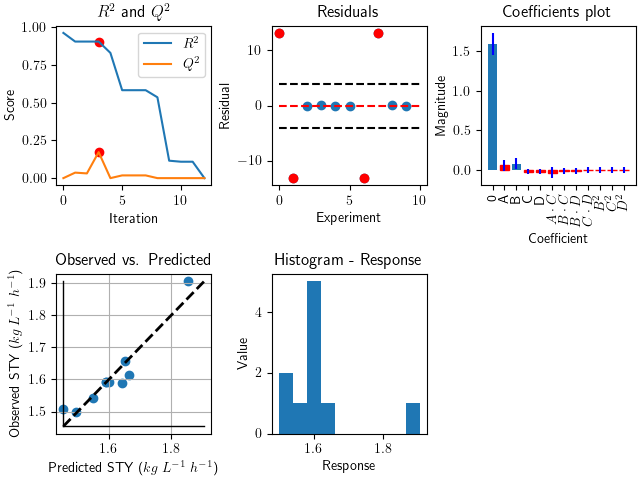 R² and Q²
1.00
0.75
0.50
0.25
0.00
Score
R²
Q²
0 5 10
Iteration
Residuals
10
0
−10
Residual
0 5 10
Experiment
Coefficients plot
1.5
1.0
0.5
0.0
Magnitude
0 A B C D A · C B · C B · D C · D B² C² D²
Coefficient
Observed vs. Predicted
1.9
1.8
1.7
1.6
1.5
Observed STY (kg L⁻¹ h⁻¹)
1.6 1.8
Predicted STY (kg L⁻¹ h⁻¹)
Histogram - Response
4
2
0
Value
1.6 1.8
Response